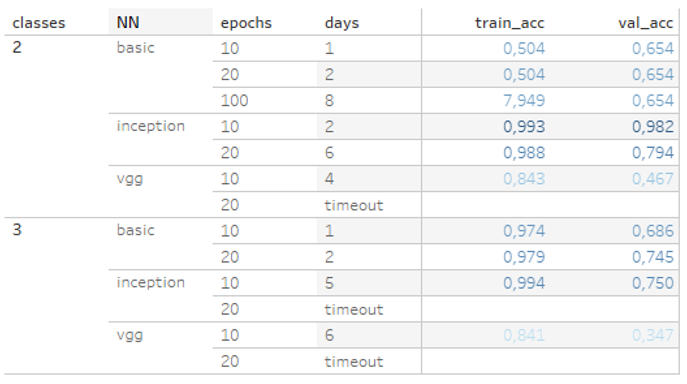 classes NN epochs days train_acc val_acc
2 basic 10 1 0,504 0,654
20 2 0,504 0,654
100 8 7,949 0,654
inception 10 2 0,993 0,982
20 6 0,988 0,794
vgg 10 4 0,843 0,467
20 timeout
3 basic 10 1 0,974 0,686
20 2 0,979 0,745
inception 10 5 0,994 0,750
20 timeout
vgg 10 6 0,841 0,347
20 timeout